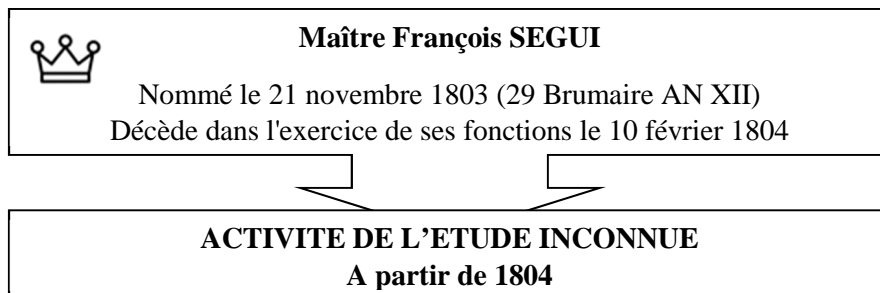 Maître François SEGUI
Nommé le 21 novembre 1803 (29 Brumaire AN XII)
Décède dans l'exercice de ses fonctions le 10 février 1804
ACTIVITE DE L’ETUDE INCONNUE
A partir de 1804